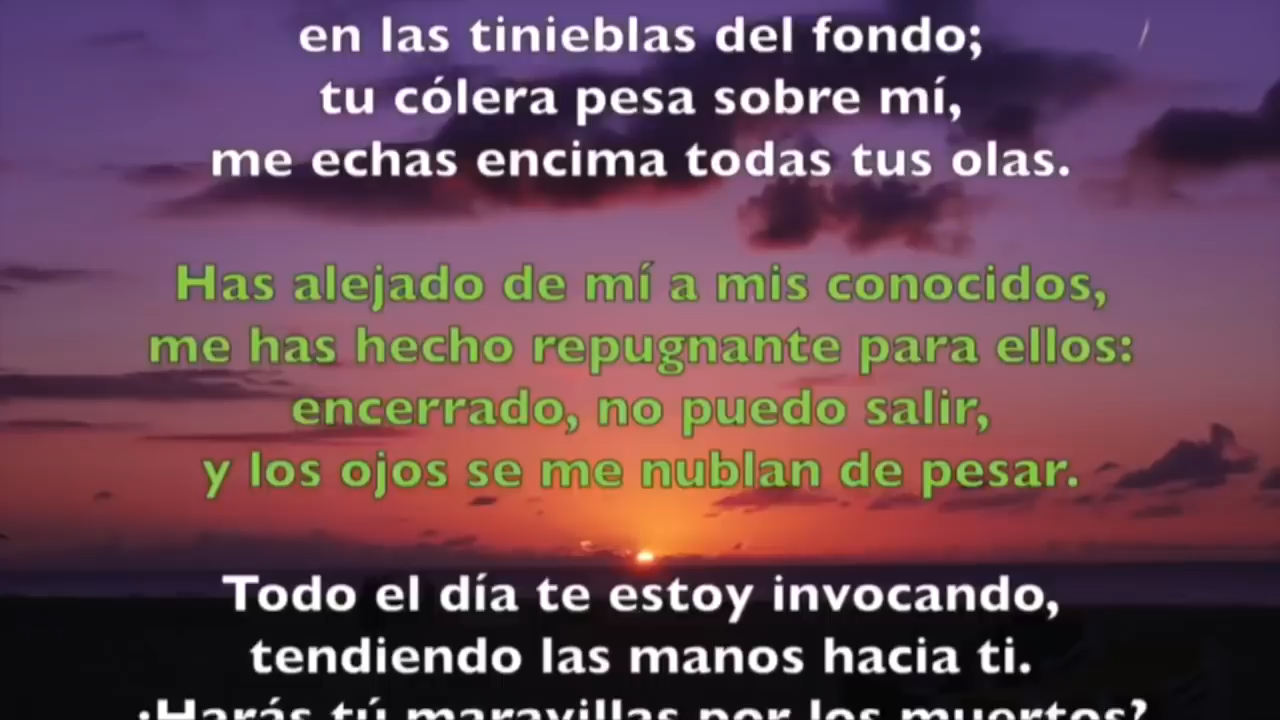 en las tinieblas del fondo;
tu cólera pesa sobre mí,
me echas encima todas tus olas.
Has alejado de mí a mis conocidos,
me has hecho repugnante para ellos:
encerrado, no puedo salir,
y los ojos se me nublan de pesar.
Todo el día te estoy invocando,
tendiendo las manos hacia ti.
¿Harás tú maravillas por los muertos?